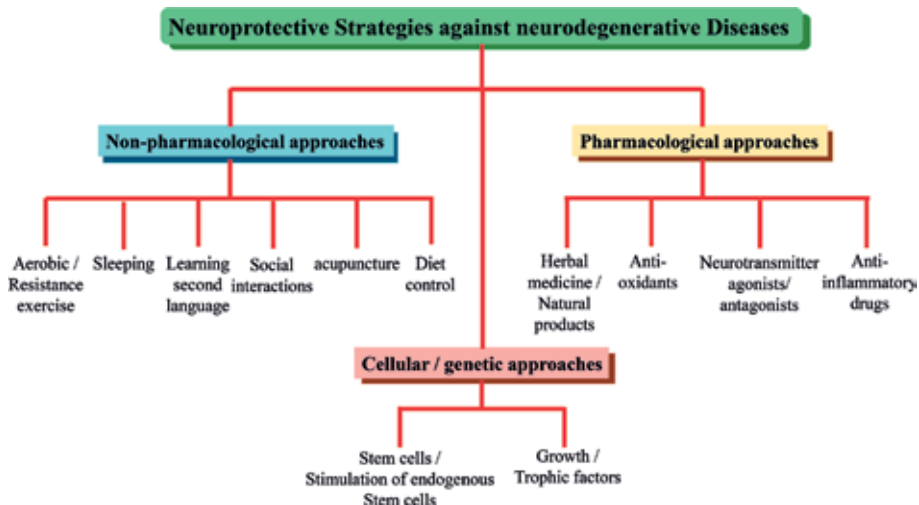 Neuroprotective Strategies against neurodegenerative Diseases
Non-pharmacological approaches
Pharmacological approaches
Aerobic /
Resistance
exercise
Sleeping
Learning
second
language
Social
interactions
acupuncture
Diet
control
Herbal
medicine /
Natural
products
Anti-
oxidants
Neurotransmitter
agonists/
antagonists
Anti-
inflammatory
drugs
Cellular / genetic approaches
Stem cells /
Stimulation of endogenous
Stem cells
Growth /
Trophic factors